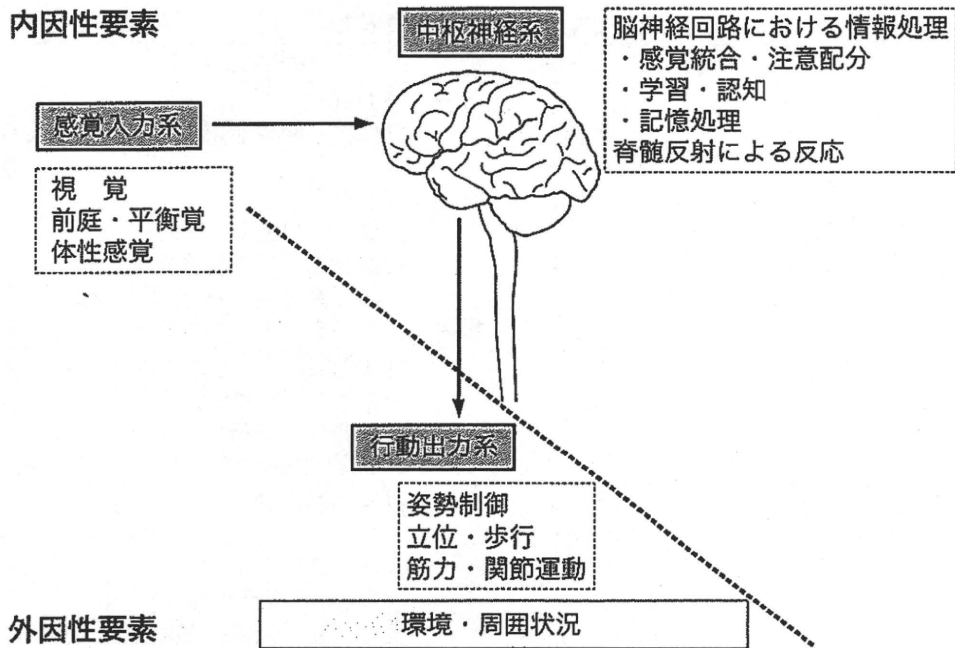 内因性要素
中枢神経系
脳神経回路における情報処理
・感覚統合・注意配分
・学習・認知
・記憶処理
脊髄反射による反応
感覚入力系
視　覚
前庭・平衡覚
体性感覚
行動出力系
姿勢制御
立位・歩行
筋力・関節運動
環境・周囲状況
外因性要素